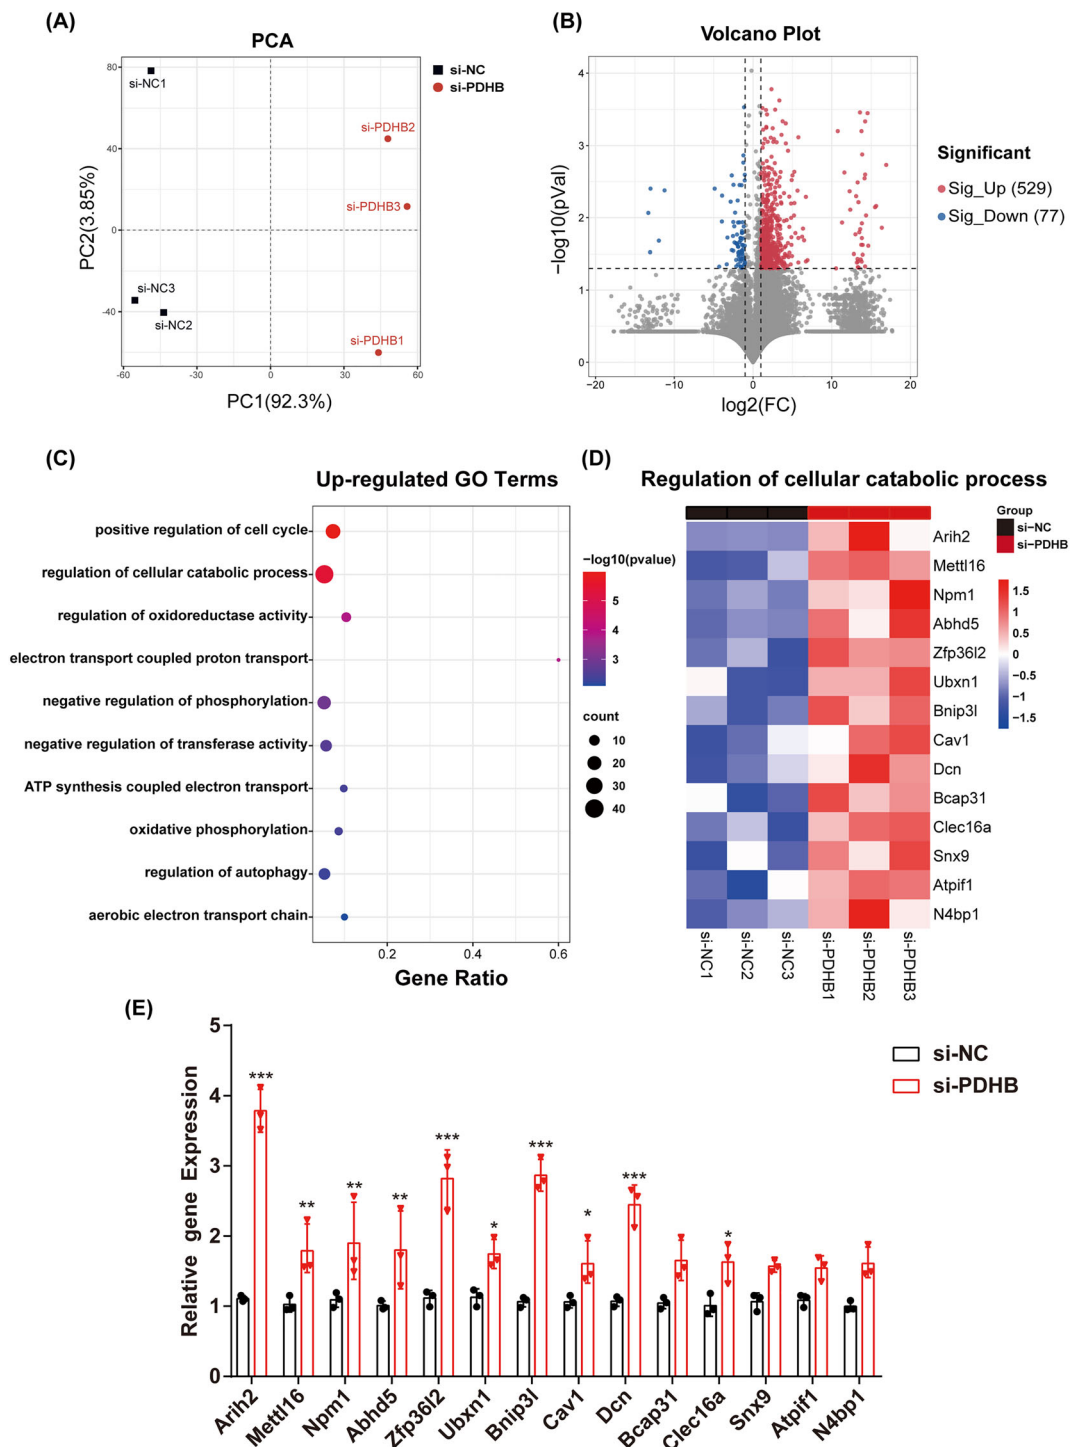 (A)
PCA
si-NC
si-PDHB
80
40
0
-40
-60
-30
0
30
60
PC2(3.85%)
PC1(92.3%)
si-NC1
si-PDHB2
si-PDHB3
si-NC3
si-NC2
si-PDHB1
(B)
Volcano Plot
4
3
2
1
0
−20
−10
0
10
20
−log10(pVal)
log2(FC)
Significant
Sig_Up (529)
Sig_Down (77)
(C)
Up-regulated GO Terms
positive regulation of cell cycle
regulation of cellular catabolic process
regulation of oxidoreductase activity
electron transport coupled proton transport
negative regulation of phosphorylation
negative regulation of transferase activity
ATP synthesis coupled electron transport
oxidative phosphorylation
regulation of autophagy
aerobic electron transport chain
0.2
0.4
0.6
Gene Ratio
−log10(pvalue)
5
4
3
count
10
20
30
40
(D)
Regulation of cellular catabolic process
Group
si−NC
si−PDHB
1.5
1
0.5
0
−0.5
−1
−1.5
Arih2
Mettl16
Npm1
Abhd5
Zfp36l2
Ubxn1
Bnip3l
Cav1
Dcn
Bcap31
Clec16a
Snx9
Atpif1
N4bp1
si-NC1
si-NC2
si-NC3
si-PDHB1
si-PDHB2
si-PDHB3
(E)
Relative gene Expression
5
4
3
2
1
0
***
**
**
**
***
*
***
*
***
*
si-NC
si-PDHB
Arih2
Mettl16
Npm1
Abhd5
Zfp36l2
Ubxn1
Bnip3l
Cav1
Dcn
Bcap31
Clec16a
Snx9
Atpif1
N4bp1